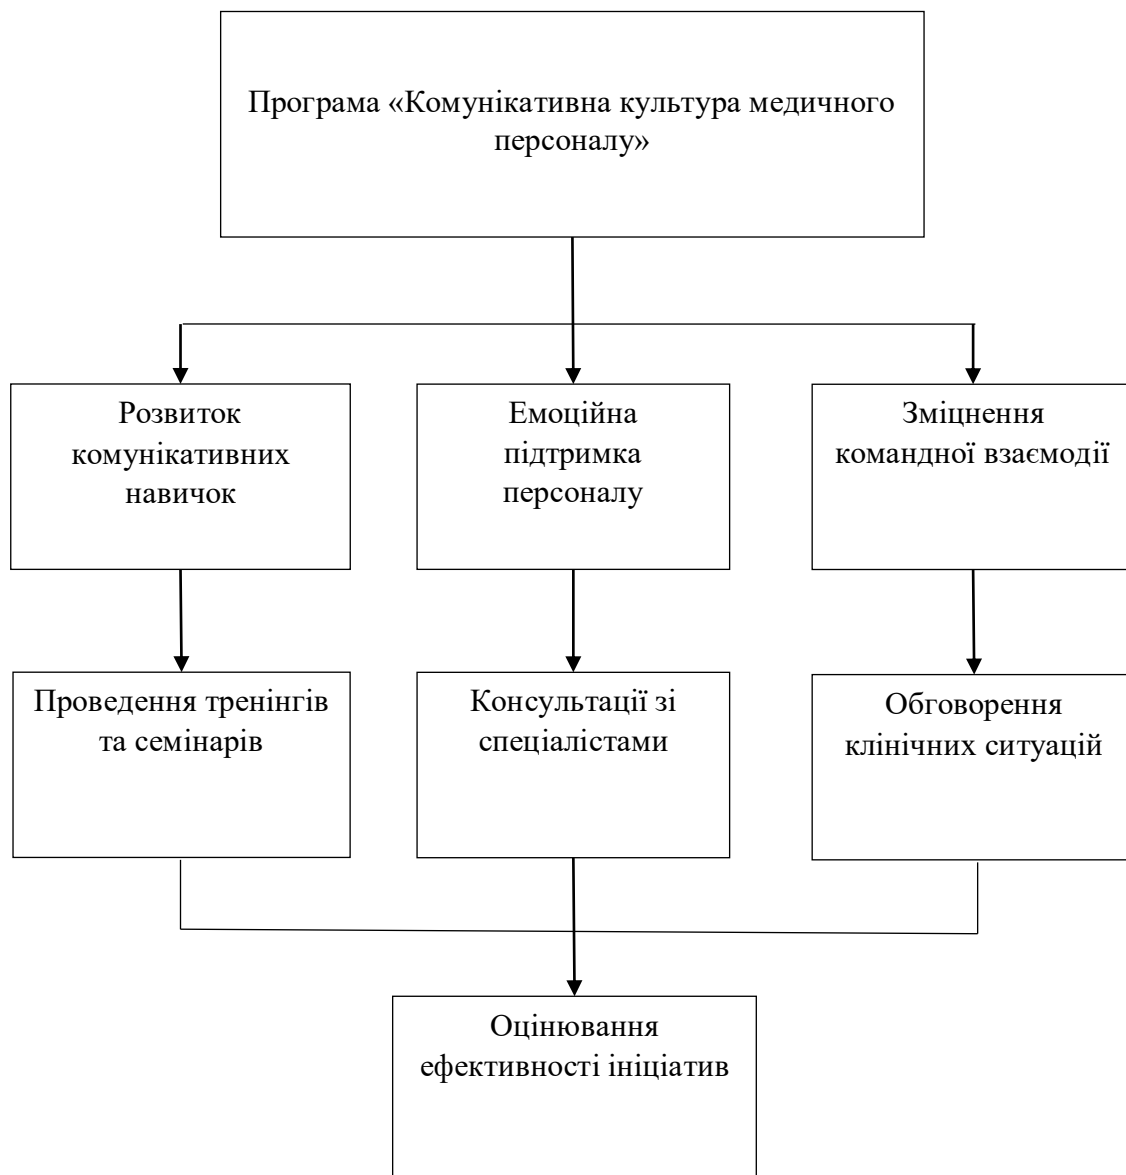 Програма «Комунікативна культура медичного
персоналу»
Розвиток
комунікативних
навичок
Емоційна
підтримка
персоналу
Зміцнення
командної взаємодії
Проведення тренінгів
та семінарів
Консультації зі
спеціалістами
Обговорення
клінічних ситуацій
Оцінювання
ефективності ініціатив